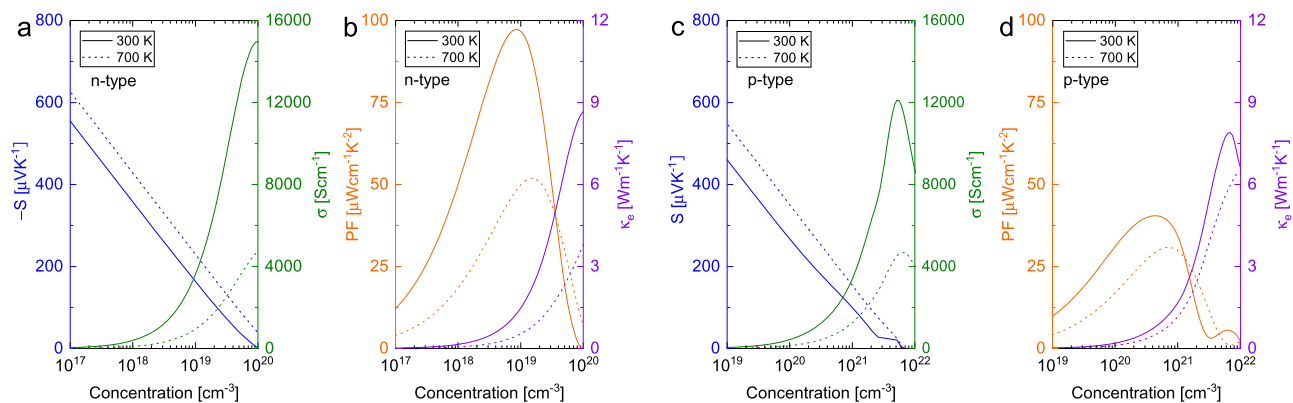 a
300 K
700 K
n-type
800
600
400
200
0
−S [μVK⁻¹]
16000
12000
8000
4000
0
σ [Scm⁻¹]
10¹⁷ 10¹⁸ 10¹⁹ 10²⁰
Concentration [cm⁻³]
b
300 K
700 K
n-type
100
75
50
25
0
PF [μWcm⁻¹K⁻²]
12
9
6
3
0
κₑ [Wm⁻¹K⁻¹]
10¹⁷ 10¹⁸ 10¹⁹ 10²⁰
Concentration [cm⁻³]
c
300 K
700 K
p-type
800
600
400
200
0
S [μVK⁻¹]
16000
12000
8000
4000
0
σ [Scm⁻¹]
10¹⁹ 10²⁰ 10²¹ 10²²
Concentration [cm⁻³]
d
300 K
700 K
p-type
100
75
50
25
0
PF [μWcm⁻¹K⁻²]
12
9
6
3
0
κₑ [Wm⁻¹K⁻¹]
10¹⁹ 10²⁰ 10²¹ 10²²
Concentration [cm⁻³]